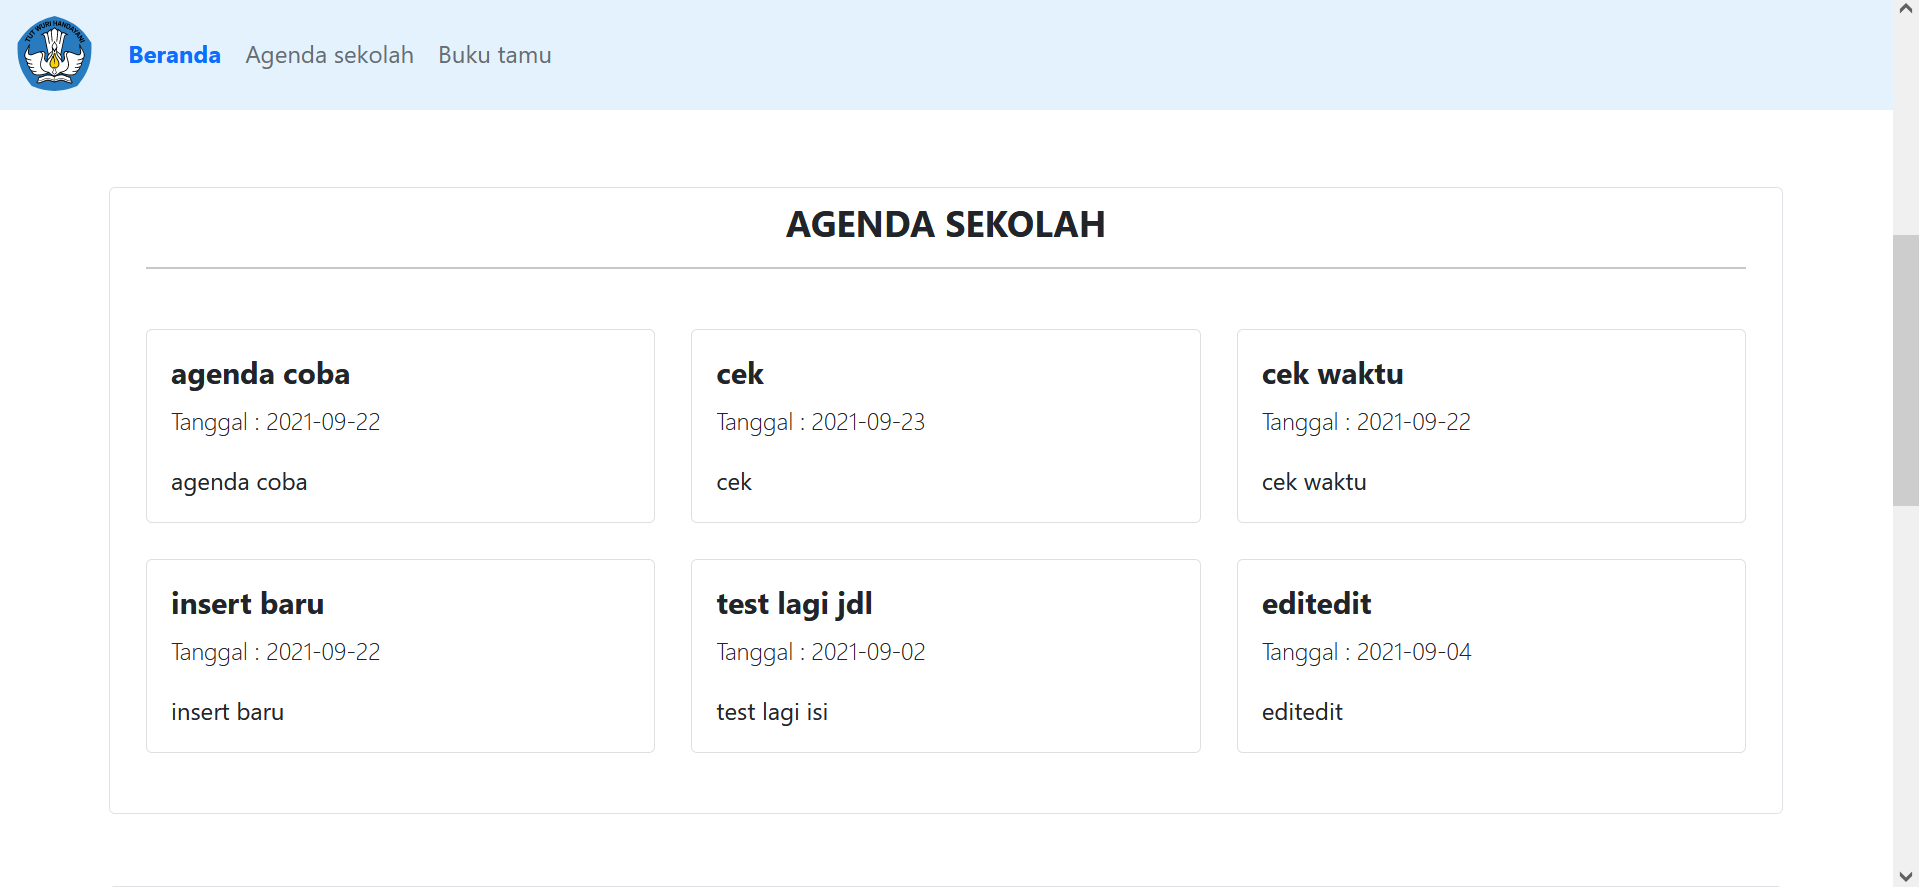 TUT WURI HANDAYANI
Beranda Agenda sekolah Buku tamu
AGENDA SEKOLAH
agenda coba
Tanggal : 2021-09-22
agenda coba
cek
Tanggal : 2021-09-23
cek
cek waktu
Tanggal : 2021-09-22
cek waktu
insert baru
Tanggal : 2021-09-22
insert baru
test lagi jdl
Tanggal : 2021-09-02
test lagi isi
editedit
Tanggal : 2021-09-04
editedit